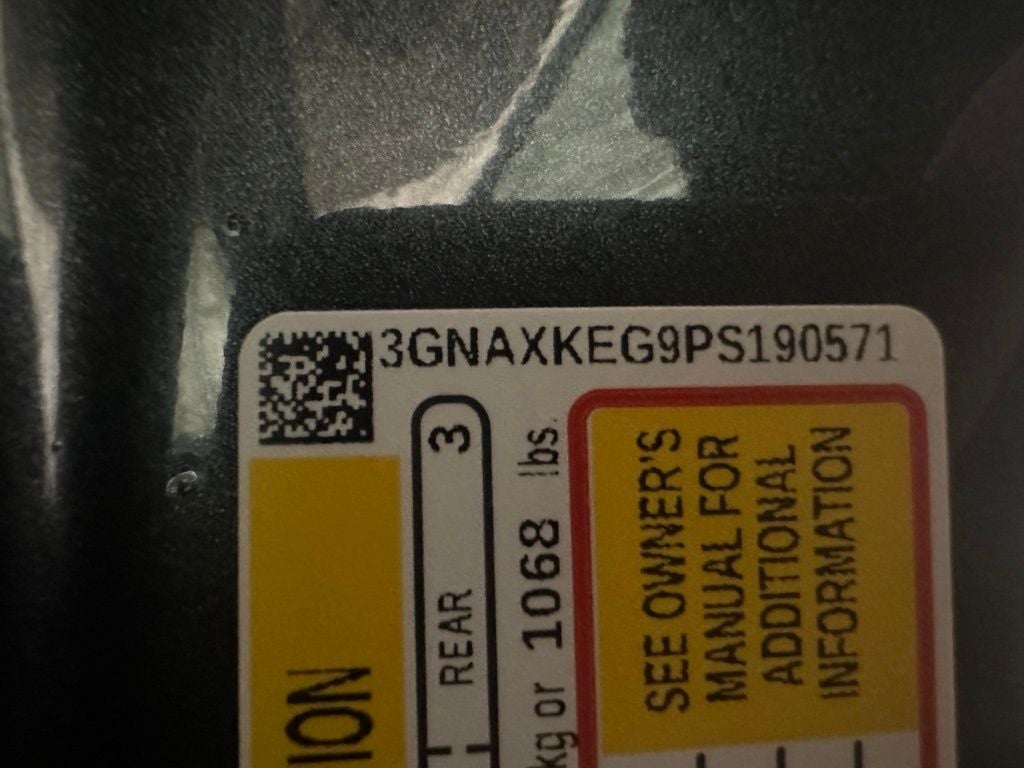 3GNAXKEG9PS190571
ION
REAR 3
kg or 1068 lbs.
SEE OWNER'S
MANUAL FOR
ADDITIONAL
INFORMATION